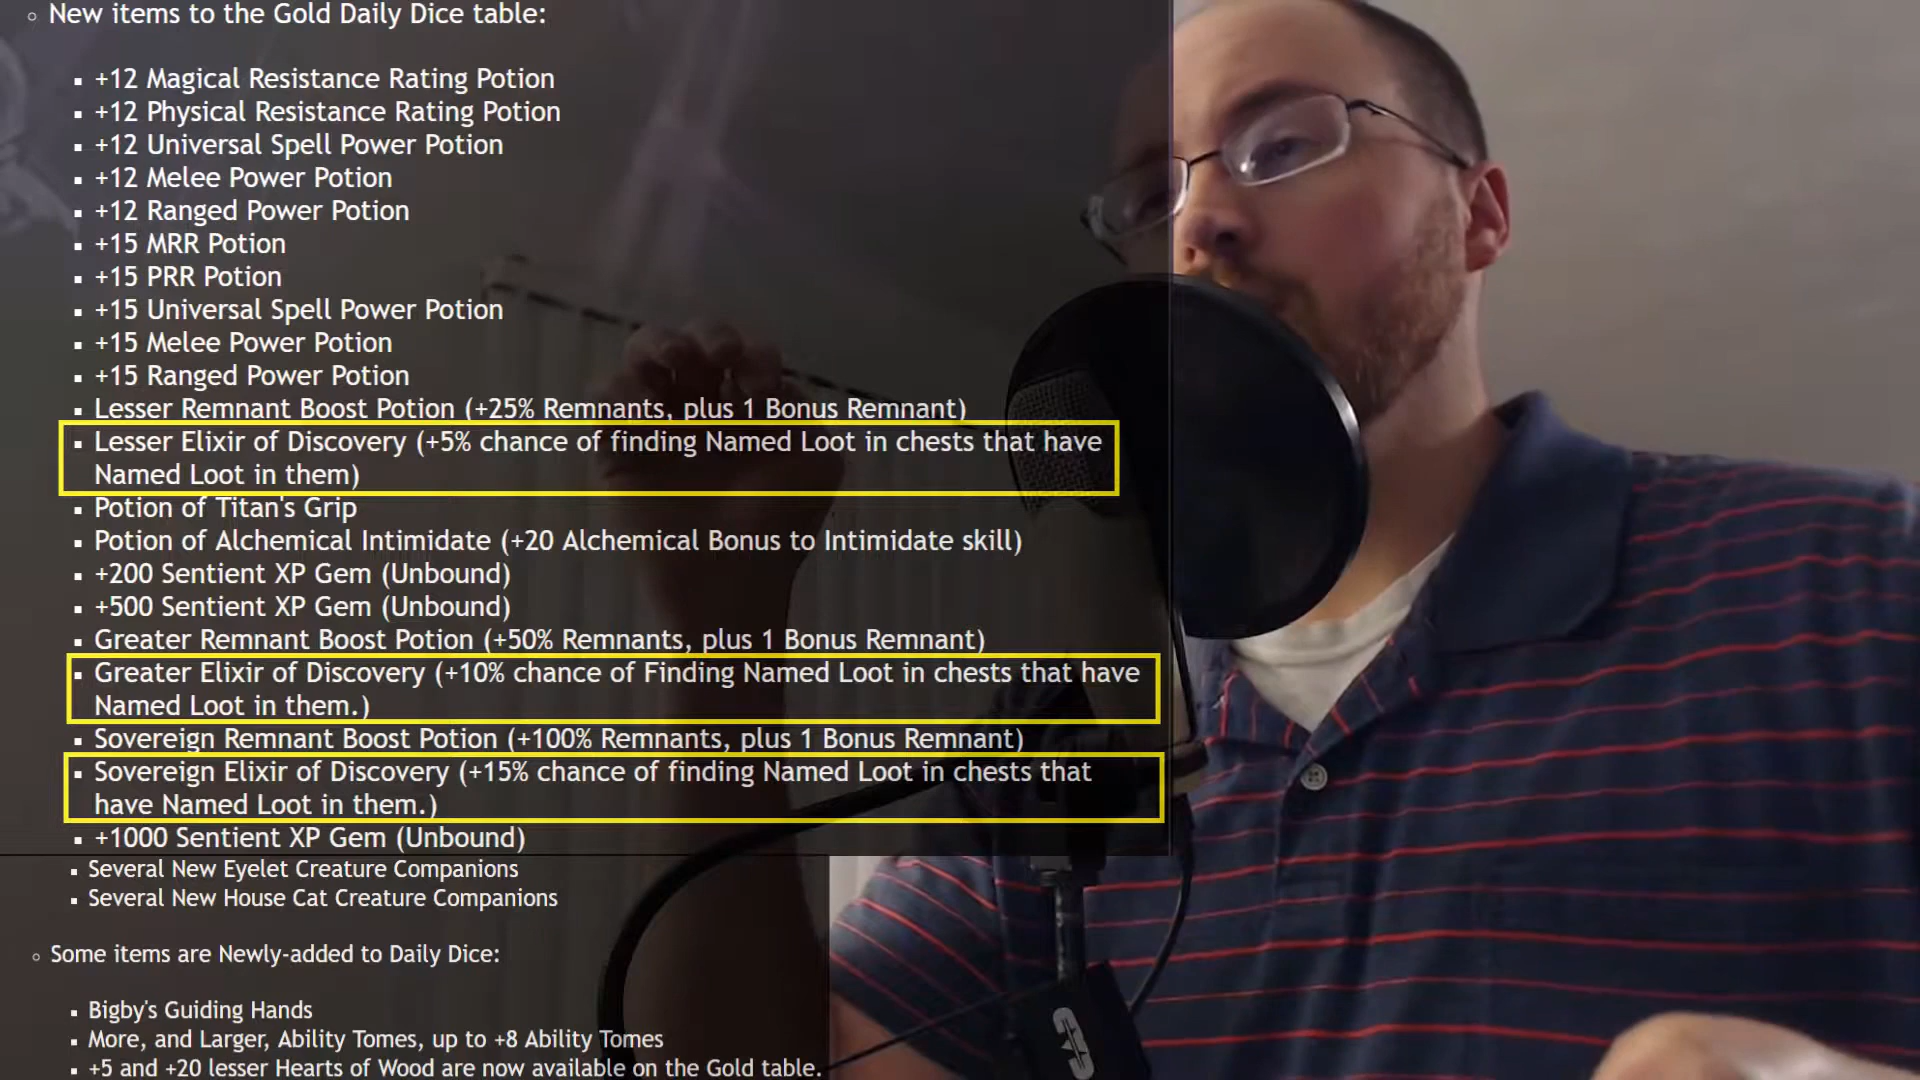 New items to the Gold Daily Dice table:
+12 Magical Resistance Rating Potion
+12 Physical Resistance Rating Potion
+12 Universal Spell Power Potion
+12 Melee Power Potion
+12 Ranged Power Potion
+15 MRR Potion
+15 PRR Potion
+15 Universal Spell Power Potion
+15 Melee Power Potion
+15 Ranged Power Potion
Lesser Remnant Boost Potion (+25% Remnants, plus 1 Bonus Remnant)
Lesser Elixir of Discovery (+5% chance of finding Named Loot in chests that have
Named Loot in them)
Potion of Titan's Grip
Potion of Alchemical Intimidate (+20 Alchemical Bonus to Intimidate skill)
+200 Sentient XP Gem (Unbound)
+500 Sentient XP Gem (Unbound)
Greater Remnant Boost Potion (+50% Remnants, plus 1 Bonus Remnant)
Greater Elixir of Discovery (+10% chance of Finding Named Loot in chests that have
Named Loot in them.)
Sovereign Remnant Boost Potion (+100% Remnants, plus 1 Bonus Remnant)
Sovereign Elixir of Discovery (+15% chance of finding Named Loot in chests that
have Named Loot in them.)
+1000 Sentient XP Gem (Unbound)
Several New Eyelet Creature Companions
Several New House Cat Creature Companions
Some items are Newly-added to Daily Dice:
Bigby's Guiding Hands
More, and Larger, Ability Tomes, up to +8 Ability Tomes
+5 and +20 lesser Hearts of Wood are now available on the Gold table.